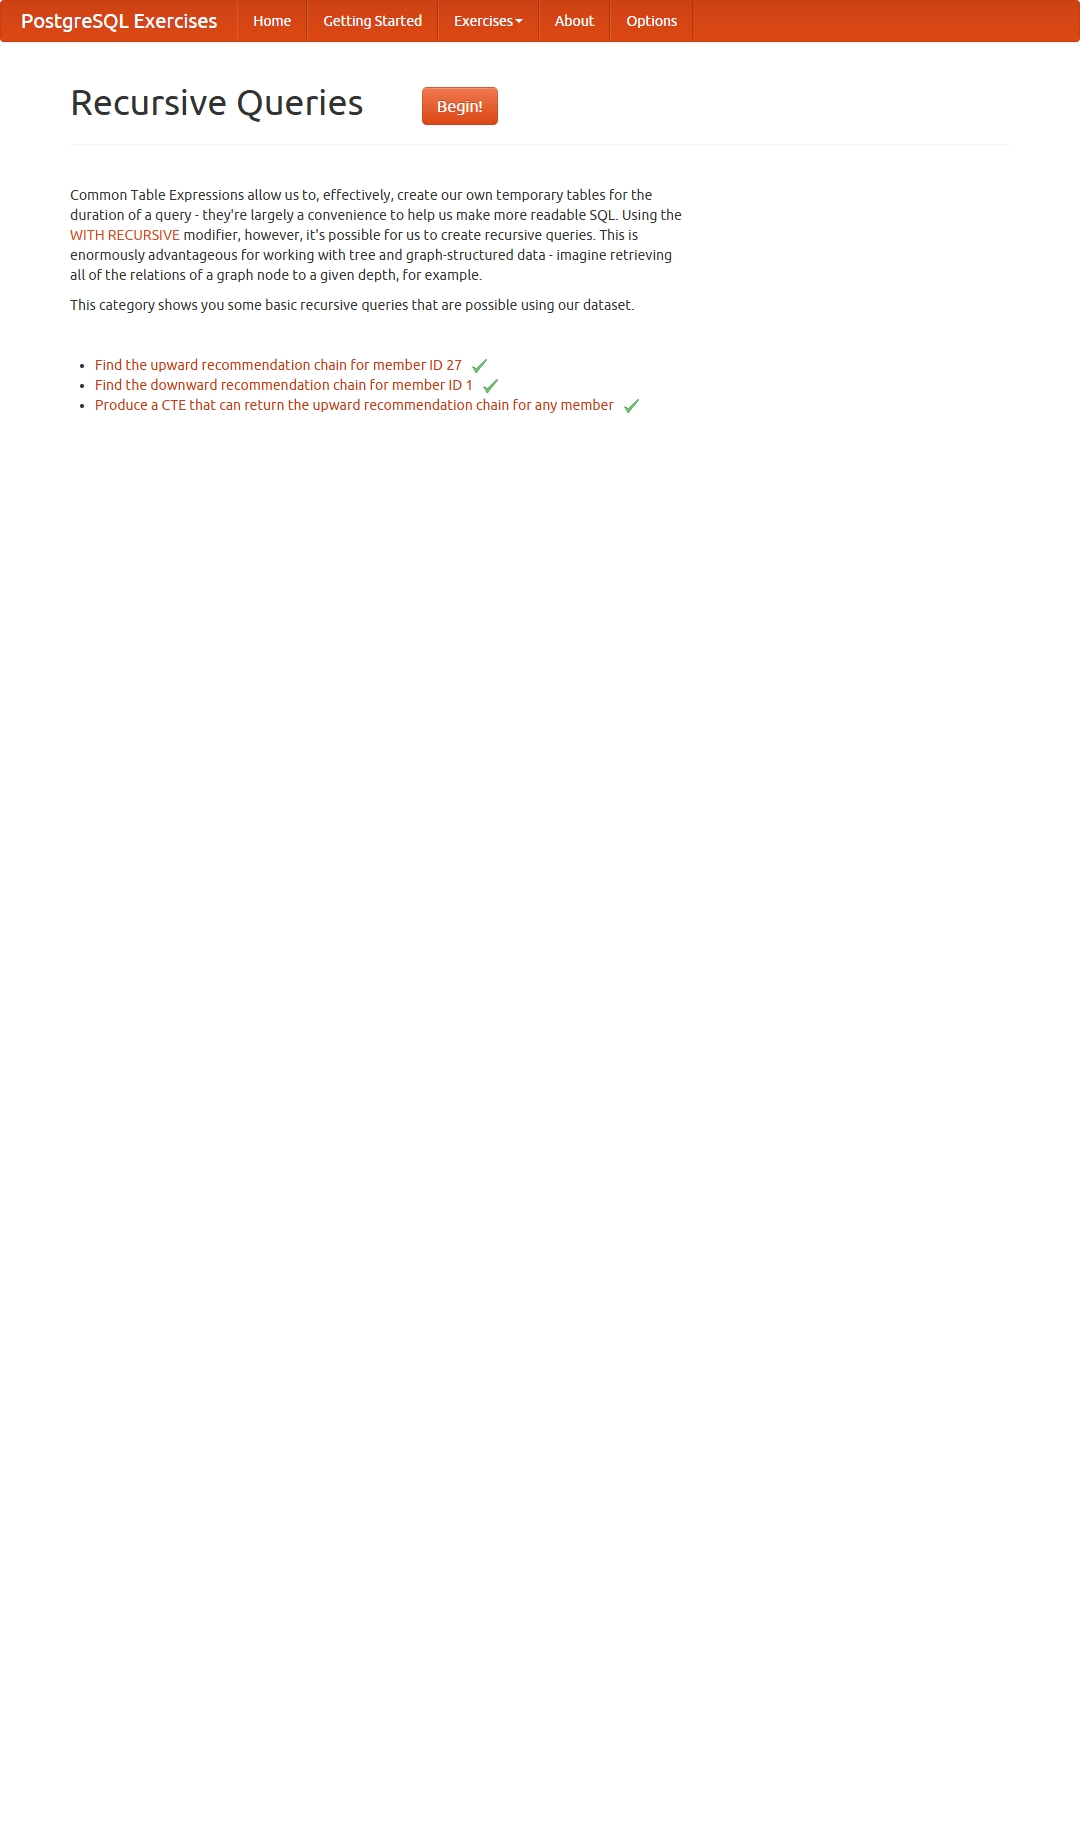 PostgreSQL Exercises Home Getting Started Exercises About Options
Recursive Queries Begin!
Common Table Expressions allow us to, effectively, create our own temporary tables for the
duration of a query - they're largely a convenience to help us make more readable SQL. Using the
WITH RECURSIVE modifier, however, it's possible for us to create recursive queries. This is
enormously advantageous for working with tree and graph-structured data - imagine retrieving
all of the relations of a graph node to a given depth, for example.
This category shows you some basic recursive queries that are possible using our dataset.
• Find the upward recommendation chain for member ID 27
• Find the downward recommendation chain for member ID 1
• Produce a CTE that can return the upward recommendation chain for any member